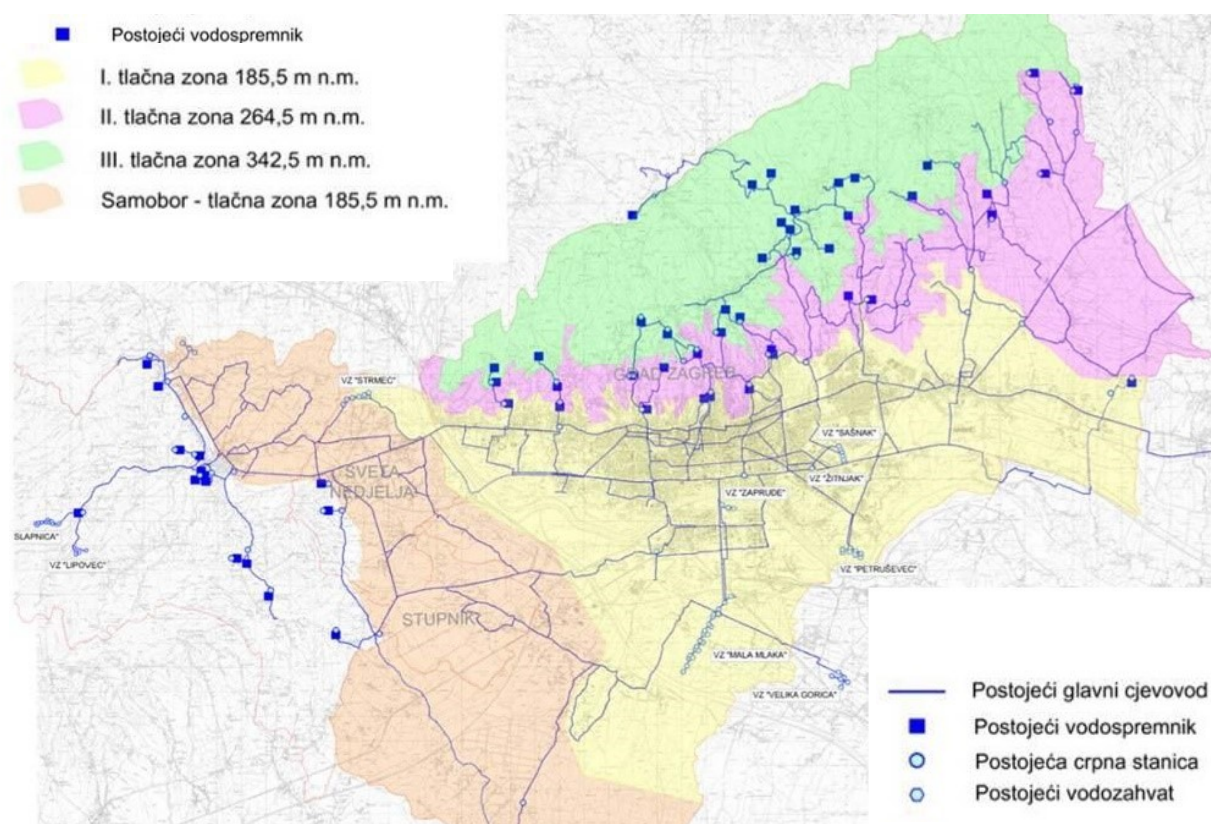 Postojeći vodospremnik
I. tlačna zona 185,5 m n.m.
II. tlačna zona 264,5 m n.m.
III. tlačna zona 342,5 m n.m.
Samobor - tlačna zona 185,5 m n.m.
GRAD ZAGREB
VZ "STRMEC"
VZ "SAŠNAK"
SVETA
NEDJELJA
VZ "ŽITNJAK"
VZ "ZAPRUĐE"
SLAPNICA"
VZ "LIPOVEC"
VZ "PETRUŠEVEC"
STUPNIK
VZ "MALA MLAKA"
VZ "VELIKA GORICA"
Postojeći glavni cjevovod
Postojeći vodospremnik
Postojeća crpna stanica
Postojeći vodozahvat